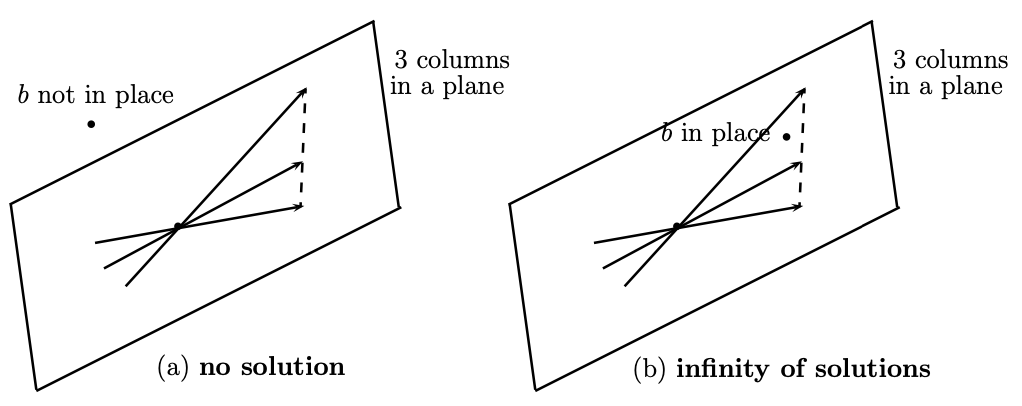 3 columns
in a plane
b not in place
(a) no solution
3 columns
in a plane
b in place
(b) infinity of solutions